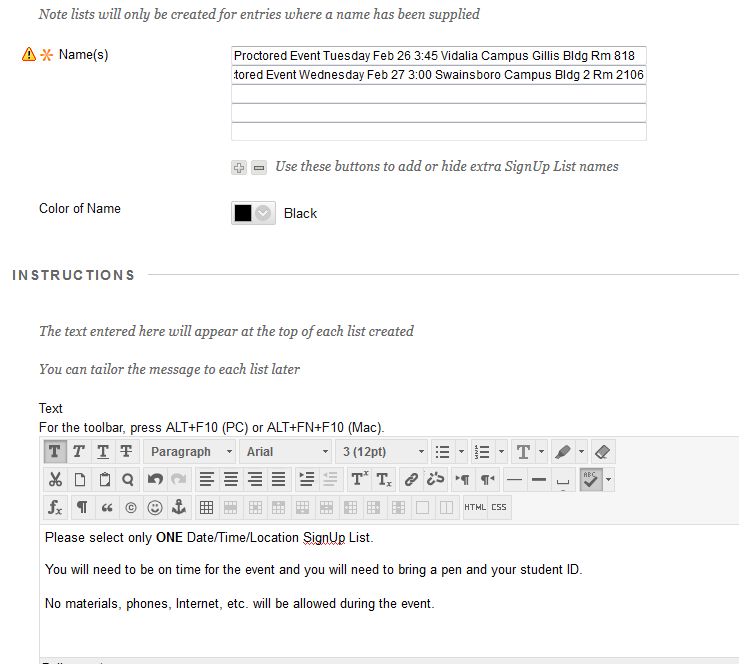 Note lists will only be created for entries where a name has been supplied
Name(s)
Proctored Event Tuesday Feb 26 3:45 Vidalia Campus Gillis Bldg Rm 818
tored Event Wednesday Feb 27 3:00 Swainsboro Campus Bldg 2 Rm 2106
Use these buttons to add or hide extra SignUp List names
Color of Name
Black
INSTRUCTIONS
The text entered here will appear at the top of each list created
You can tailor the message to each list later
Text
For the toolbar, press ALT+F10 (PC) or ALT+FN+F10 (Mac).
T T T T Paragraph Arial 3 (12pt) T
Tx Tx ABC
fx HTML CSS
Please select only ONE Date/Time/Location SignUp List.
You will need to be on time for the event and you will need to bring a pen and your student ID.
No materials, phones, Internet, etc. will be allowed during the event.